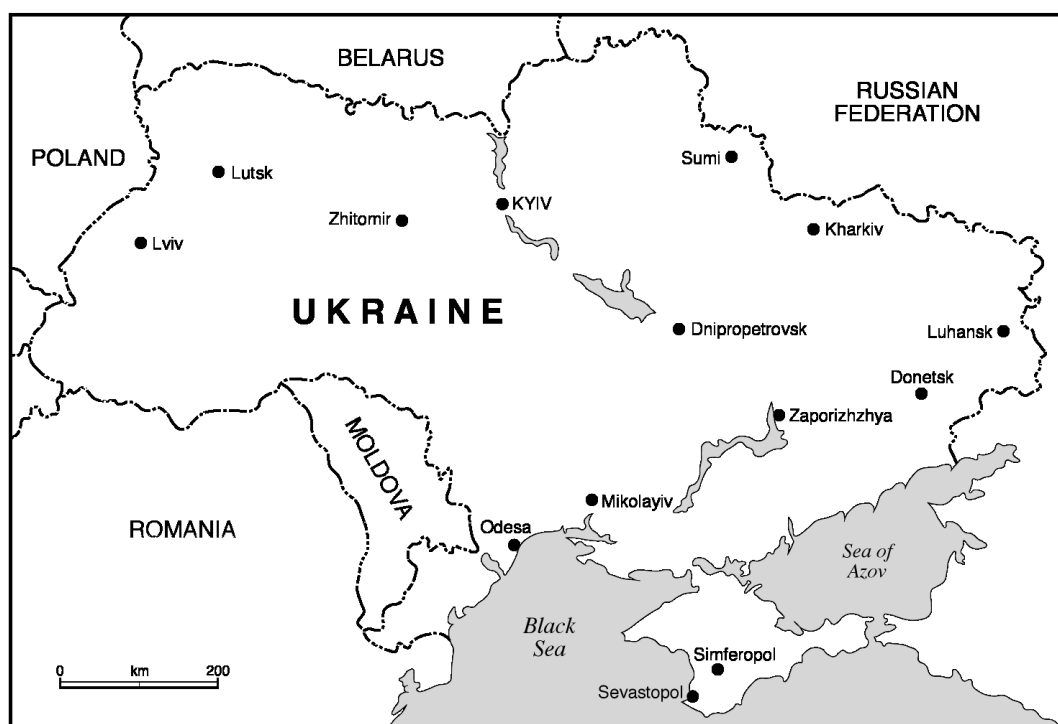 BELARUS
RUSSIAN
FEDERATION
POLAND
Sumi
Lutsk
KYIV
Zhitomir
Kharkiv
Lviv
UKRAINE
Dnipropetrovsk
Luhansk
Donetsk
Zaporizhzhya
MOLDOVA
Mikolayiv
ROMANIA
Odesa
Sea of
Azov
Black
Sea
Simferopol
Sevastopol
0 km 200